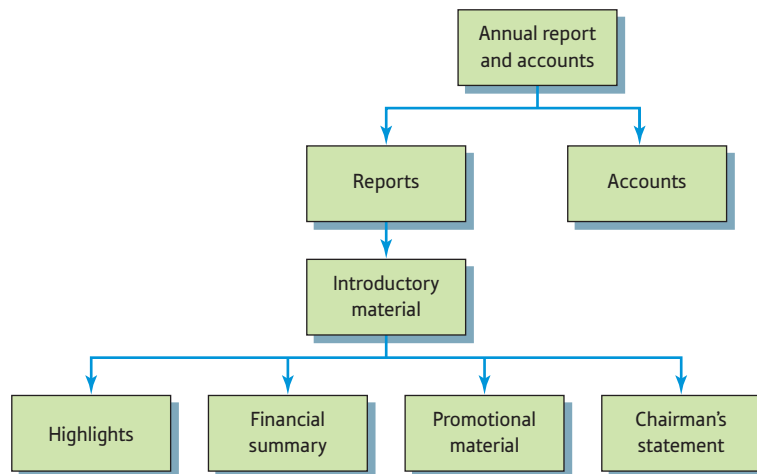 Annual report
and accounts
Reports
Accounts
Introductory
material
Highlights
Financial
summary
Promotional
material
Chairman's
statement